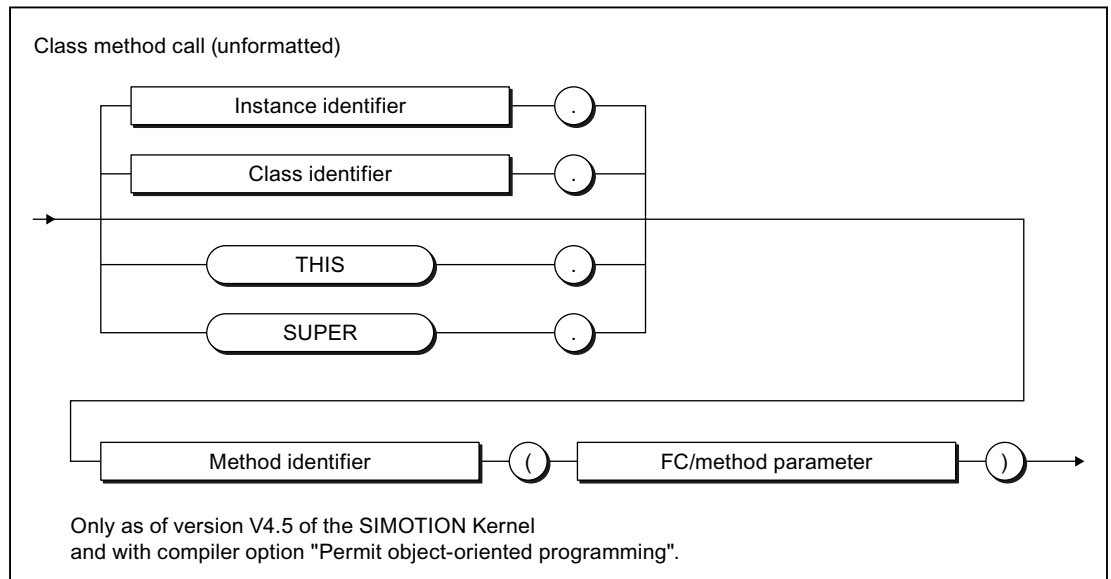 Class method call (unformatted)
Instance identifier .
Class identifier .
THIS .
SUPER .
Method identifier ( FC/method parameter )
Only as of version V4.5 of the SIMOTION Kernel
and with compiler option "Permit object-oriented programming".